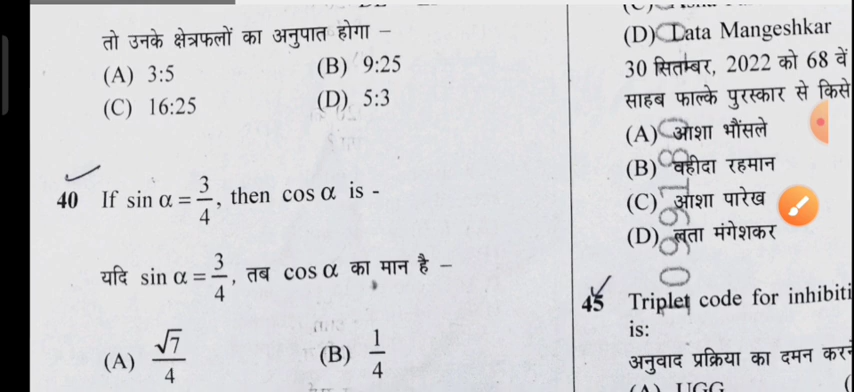 तो उनके क्षेत्रफलों का अनुपात होगा –
(A) 3:5 (B) 9:25
(C) 16:25 (D) 5:3
40 If sin α = 3/4, then cos α is -
यदि sin α = 3/4, तब cos α का मान है –
(A) √7/4 (B) 1/4
(D) Lata Mangeshkar
30 सितम्बर, 2022 को 68 वें
साहब फाल्के पुरस्कार से किसे
(A) आशा भौंसले
(B) वहीदा रहमान
(C) आशा पारेख
(D) लता मंगेशकर
45 Triplet code for inhibiti
is:
अनुवाद प्रक्रिया का दमन करन
(A) UGG